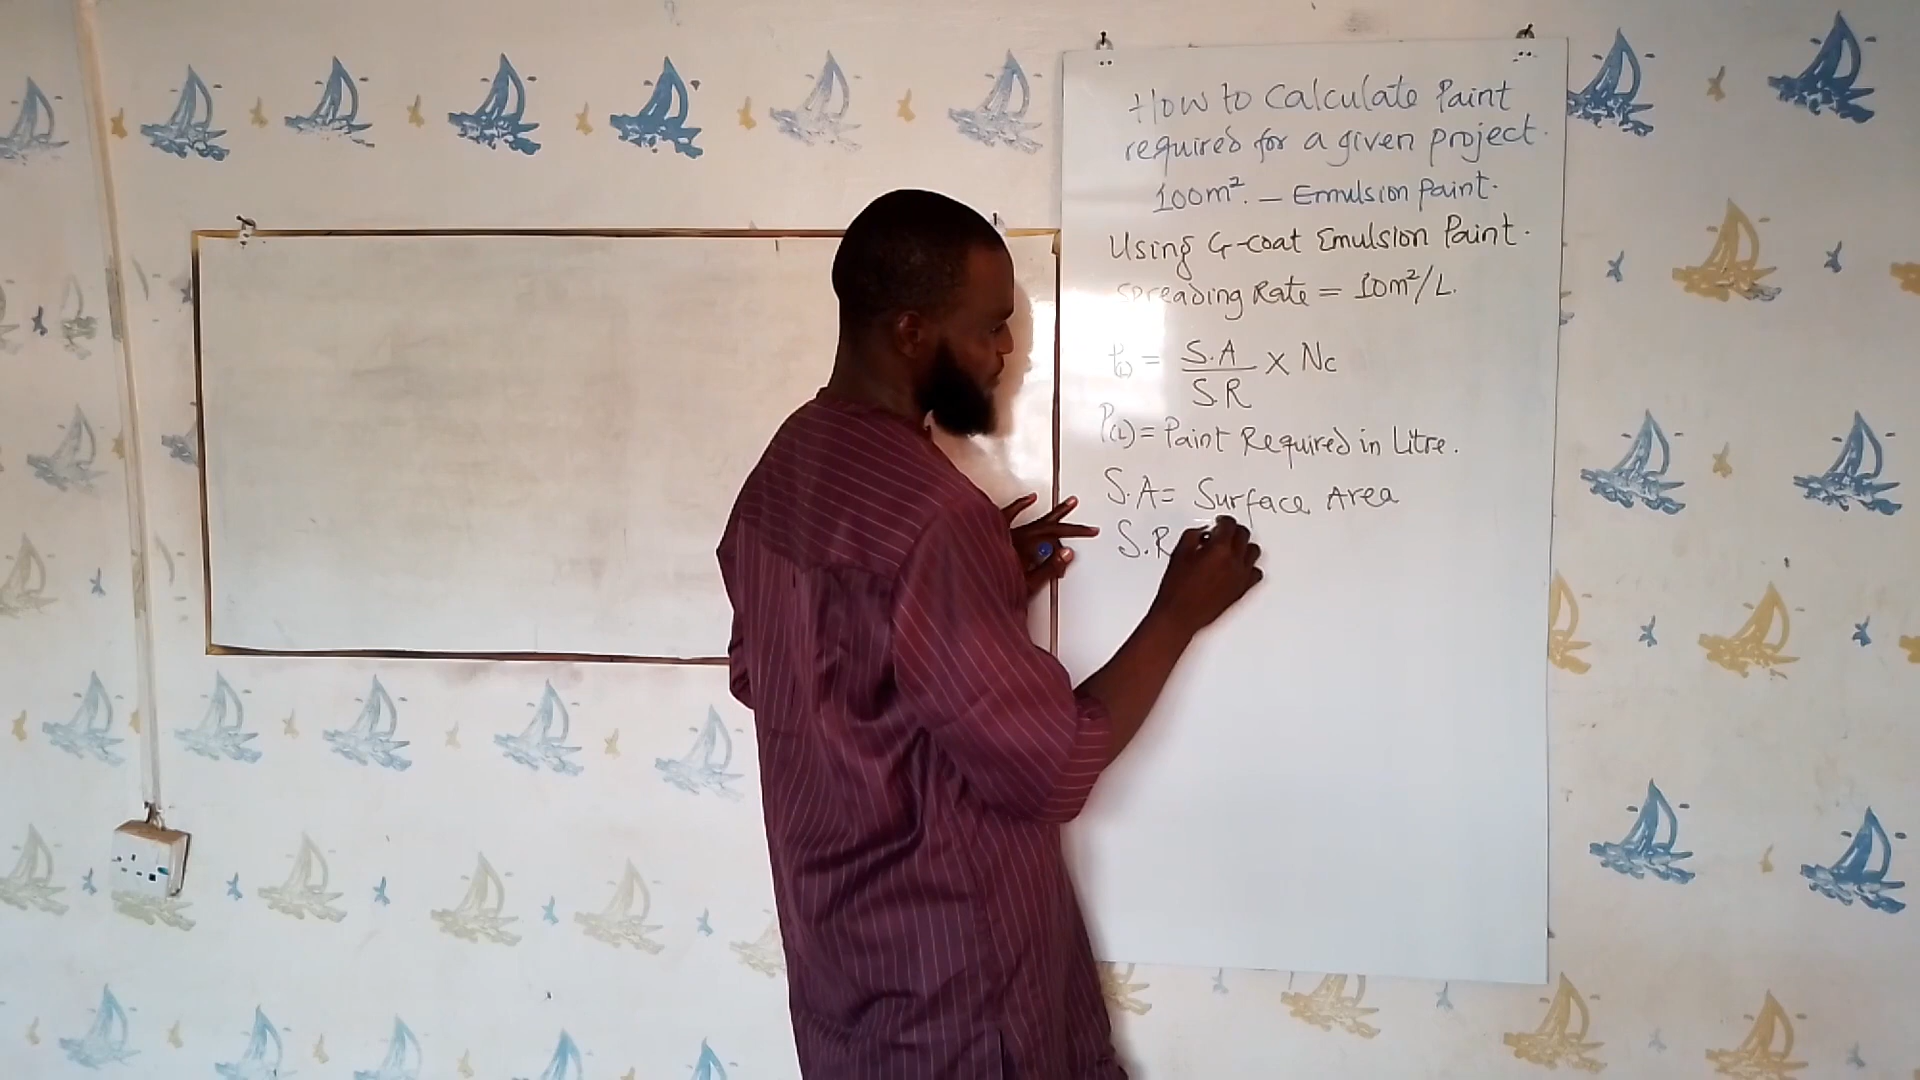 How to Calculate Paint
required for a given project.
100m². – Emulsion Paint.
Using G-coat Emulsion Paint.
Spreading Rate = 10m²/L.
P(L) = S.A / S.R × Nc
P(L) = Paint Required in Litre.
S.A = Surface Area
S.R